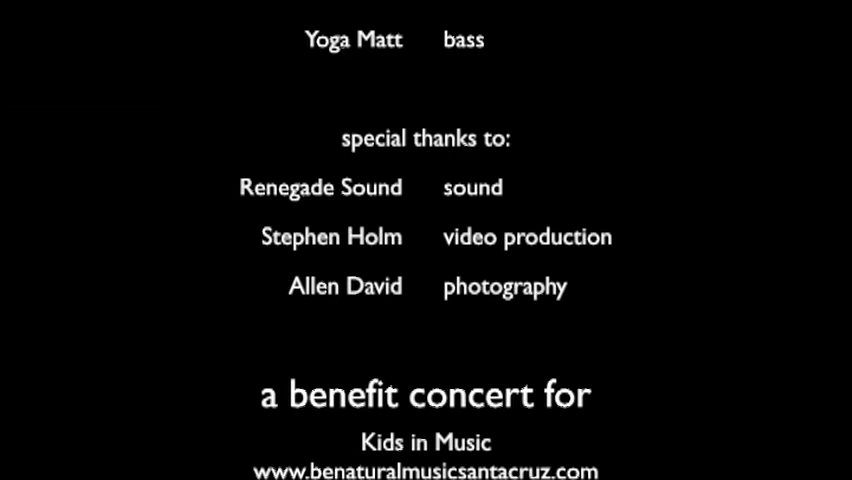 Yoga Matt bass
special thanks to:
Renegade Sound sound
Stephen Holm video production
Allen David photography
a benefit concert for
Kids in Music
www.benaturalmusicsantacruz.com